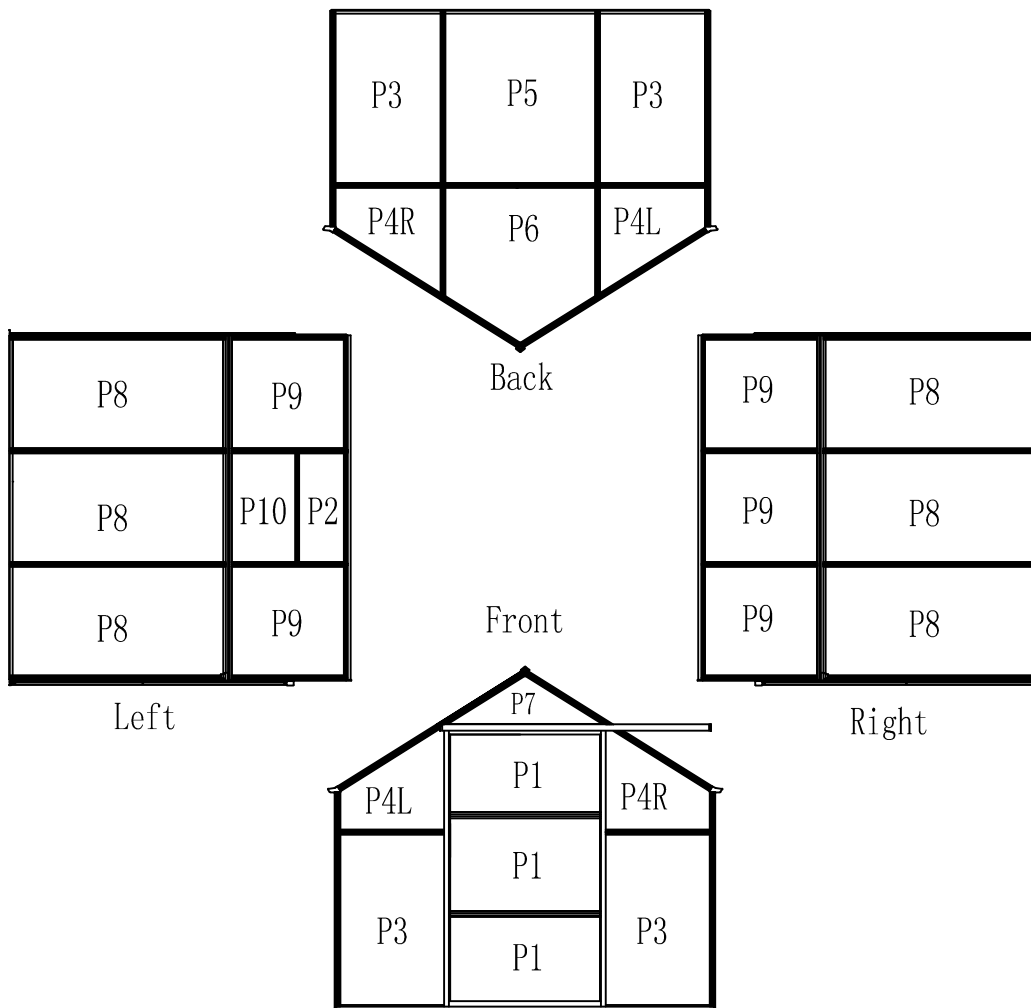 P3 P5 P3
P4R P6 P4L
Back
P8 P9
P8 P10 P2
P8 P9
Left
P9 P8
P9 P8
P9 P8
Right
Front
P7
P4L P1 P4R
P1
P3 P1 P3